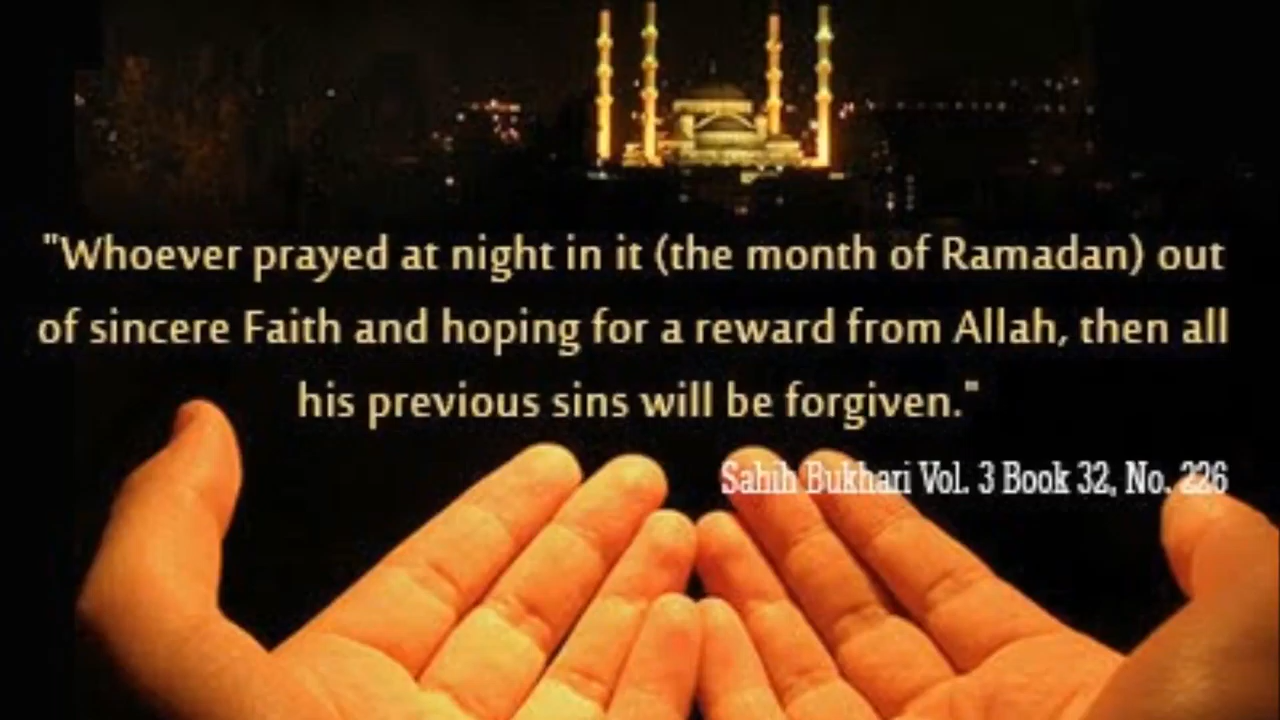 "Whoever prayed at night in it (the month of Ramadan) out
of sincere Faith and hoping for a reward from Allah, then all
his previous sins will be forgiven."
Sahih Bukhari Vol. 3 Book 32, No. 226